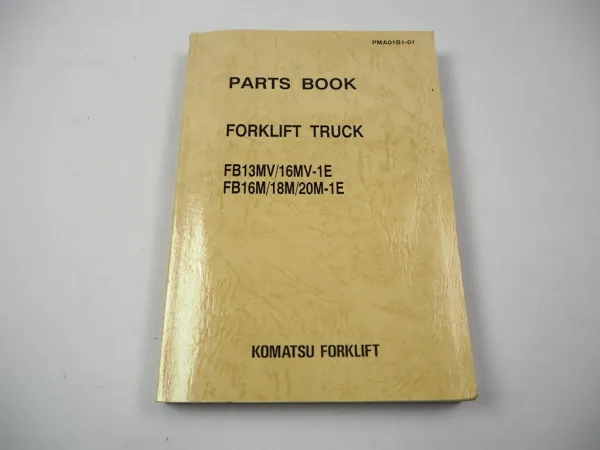 PMA01B1-01
PARTS BOOK
FORKLIFT TRUCK
FB13MV/16MV-1E
FB16M/18M/20M-1E
KOMATSU FORKLIFT